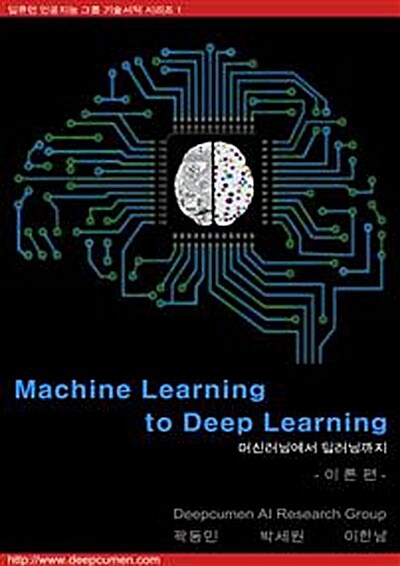 딥큐먼 인공지능 그룹 기술서적 시리즈 1
Machine Learning
to Deep Learning
머신러닝에서 딥러닝까지
- 이 론 편 -
Deepcumen AI Research Group
곽동민 박세원 이한남
http://www.deepcumen.com